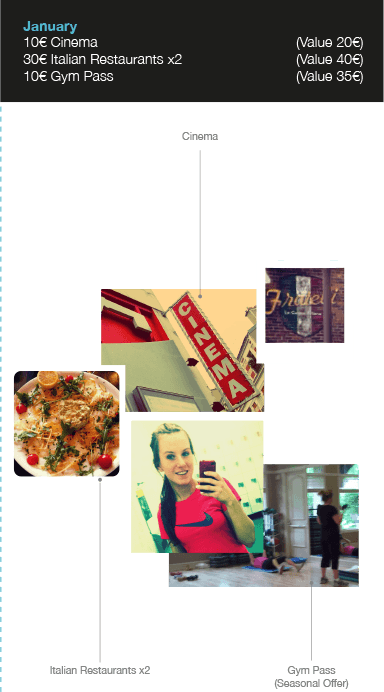 January
10€ Cinema (Value 20€)
30€ Italian Restaurants x2 (Value 40€)
10€ Gym Pass (Value 35€)
Cinema
CINEMA
Italian Restaurants x2
Gym Pass
(Seasonal Offer)